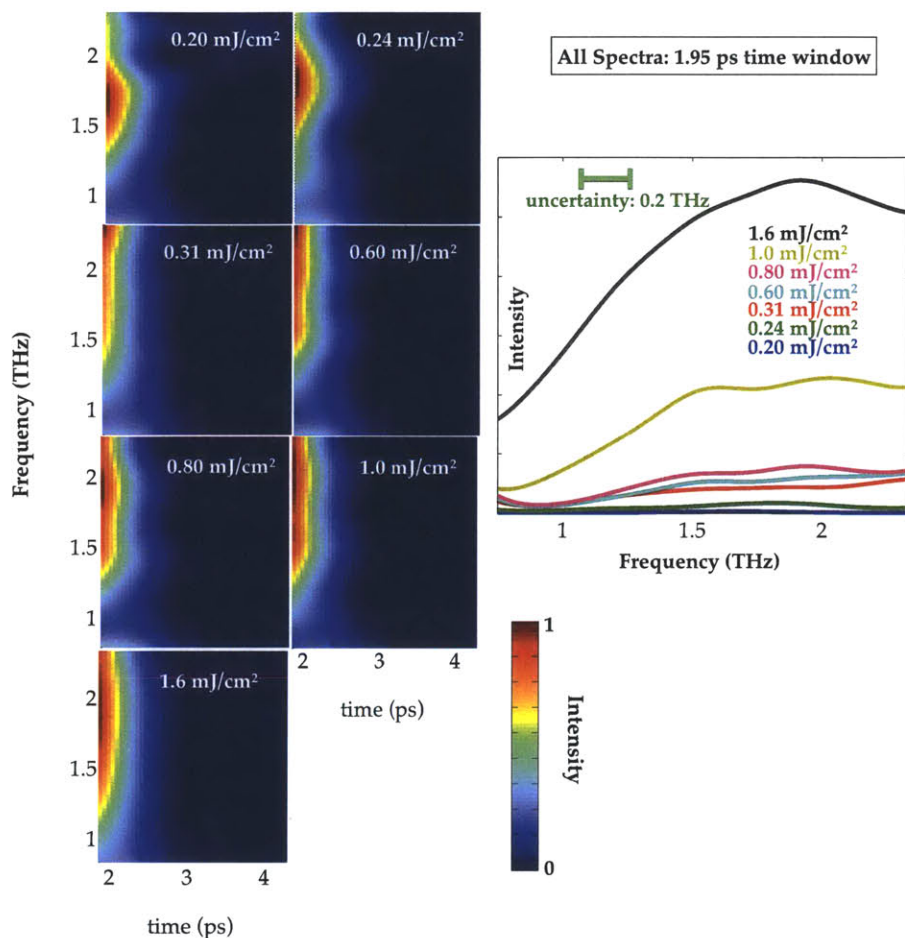 0.20 mJ/cm²
0.24 mJ/cm²
2
1.5
1
0.31 mJ/cm²
0.60 mJ/cm²
2
1.5
1
0.80 mJ/cm²
1.0 mJ/cm²
2
1.5
1
1.6 mJ/cm²
2
1.5
1
2 3 4
time (ps)
2 3 4
time (ps)
Frequency (THz)
All Spectra: 1.95 ps time window
uncertainty: 0.2 THz
1.6 mJ/cm²
1.0 mJ/cm²
0.80 mJ/cm²
0.60 mJ/cm²
0.31 mJ/cm²
0.24 mJ/cm²
0.20 mJ/cm²
Intensity
1 1.5 2
Frequency (THz)
1
Intensity
0